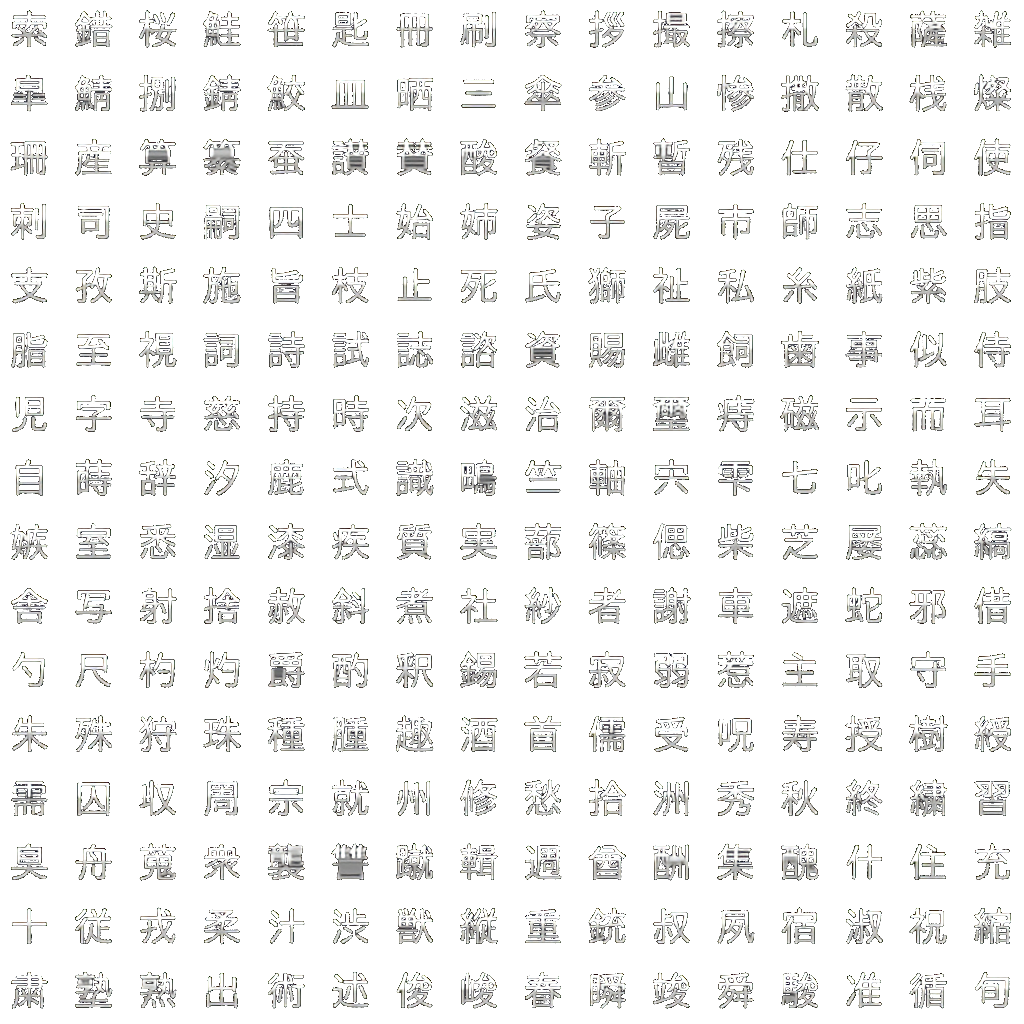 索錯桜鮭笹匙冊刷察拶撮擦札殺薩雑
皐鯖捌錆鮫皿晒三傘参山惨撒散桟燦
珊産算纂蚕讃賛酸餐斬暫残仕仔伺使
刺司史嗣四士始姉姿子屍市師志思指
支孜斯施旨枝止死氏獅祉私糸紙紫肢
脂至視詞詩試誌諮資賜雌飼歯事似侍
児字寺慈持時次滋治爾璽痔磁示而耳
自蒔辞汐鹿式識鴫竺軸宍雫七叱執失
嫉室悉湿漆疾質実蔀篠偲柴芝屡蕊縞
舎写射捨赦斜煮社紗者謝車遮蛇邪借
勺尺杓灼爵酌釈錫若寂弱惹主取守手
朱殊狩珠種腫趣酒首儒受呪寿授樹綬
需囚収周宗就州修愁拾洲秀秋終繍習
臭舟蒐衆襲讐蹴輯週酋酬集醜什住充
十従戎柔汁渋獣縦重銃叔夙宿淑祝縮
粛塾熟出術述俊峻春瞬竣舜駿准循旬